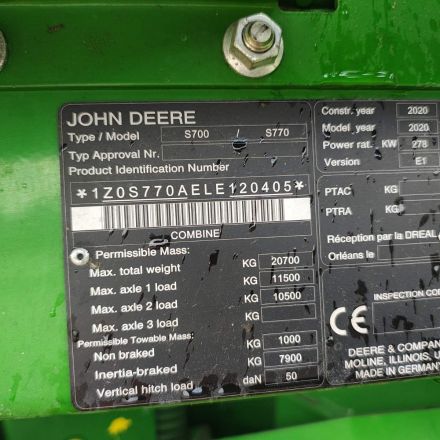 JOHN DEERE
Type / Model S700 S770
Typ Approval Nr.
Product Identification Number
*1Z0S770AELE120405*
COMBINE
Permissible Mass:
Max. total weight KG 20700
Max. axle 1 load KG 11500
Max. axle 2 load KG 10500
Max. axle 3 load KG
Permissible Towable Mass:
Non braked KG 1000
Inertia-braked KG 7900
Vertical hitch load daN 50
Constr. year 2020
Model year 2020
Power rat. KW 278
Version E1
PTAC KG
PTRA KG
Réception par la DREAL
Orléans le
INSPECTION
CE
DEERE & COMPAN
MOLINE, ILLINOIS, U
MADE IN GERMAN